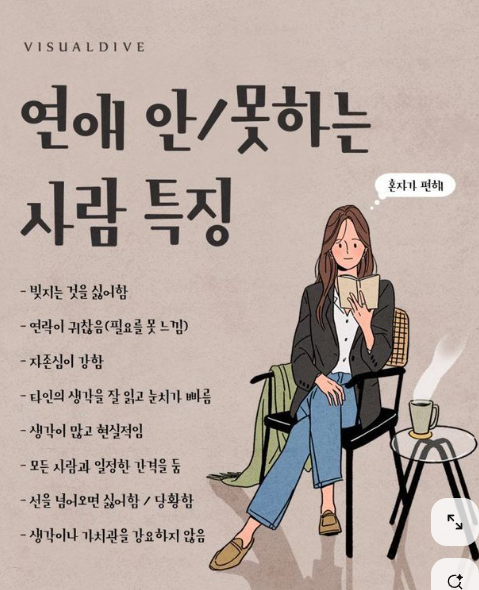 VISUALDIVE
연애 안/못하는
사람 특징
혼자가 편해
- 빚지는 것을 싫어함
- 연락이 귀찮음(필요를 못 느낌)
- 자존심이 강함
- 타인의 생각을 잘 읽고 눈치가 빠름
- 생각이 많고 현실적임
- 모든 사람과 일정한 간격을 둠
- 선을 넘어오면 싫어함 / 당황함
- 생각이나 가치관을 강요하지 않음